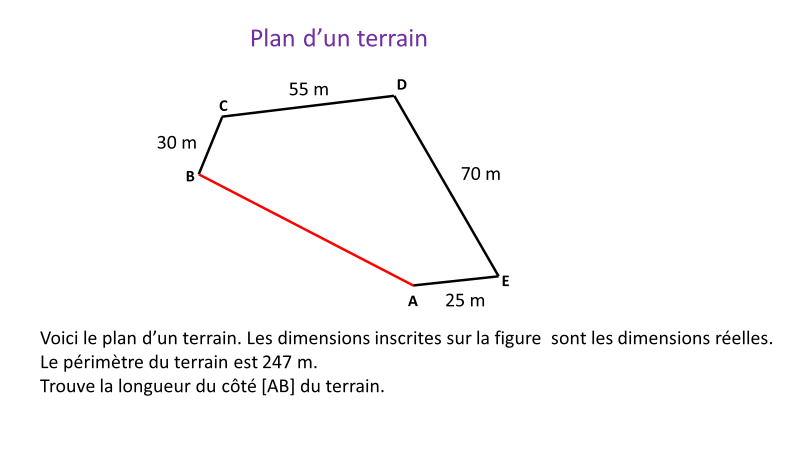 Plan d’un terrain
55 m
D
C
30 m
B
70 m
E
A
25 m
Voici le plan d’un terrain. Les dimensions inscrites sur la figure  sont les dimensions réelles.
Le périmètre du terrain est 247 m.
Trouve la longueur du côté [AB] du terrain.